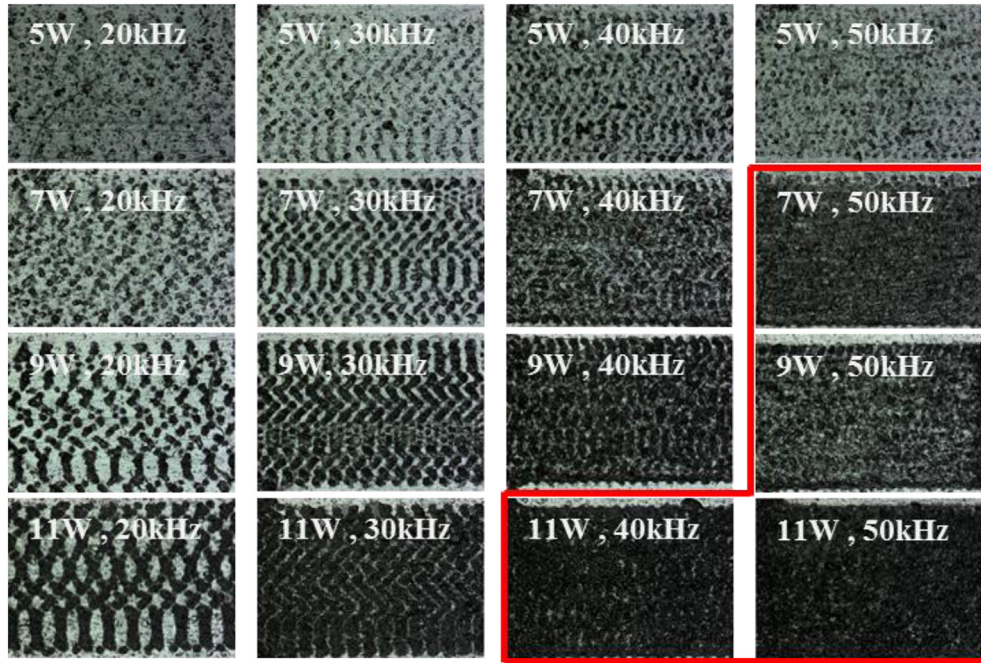 5W , 20kHz
5W , 30kHz
5W , 40kHz
5W , 50kHz
7W , 20kHz
7W , 30kHz
7W , 40kHz
7W , 50kHz
9W , 20kHz
9W, 30kHz
9W , 40kHz
9W , 50kHz
11W , 20kHz
11W , 30kHz
11W , 40kHz
11W , 50kHz